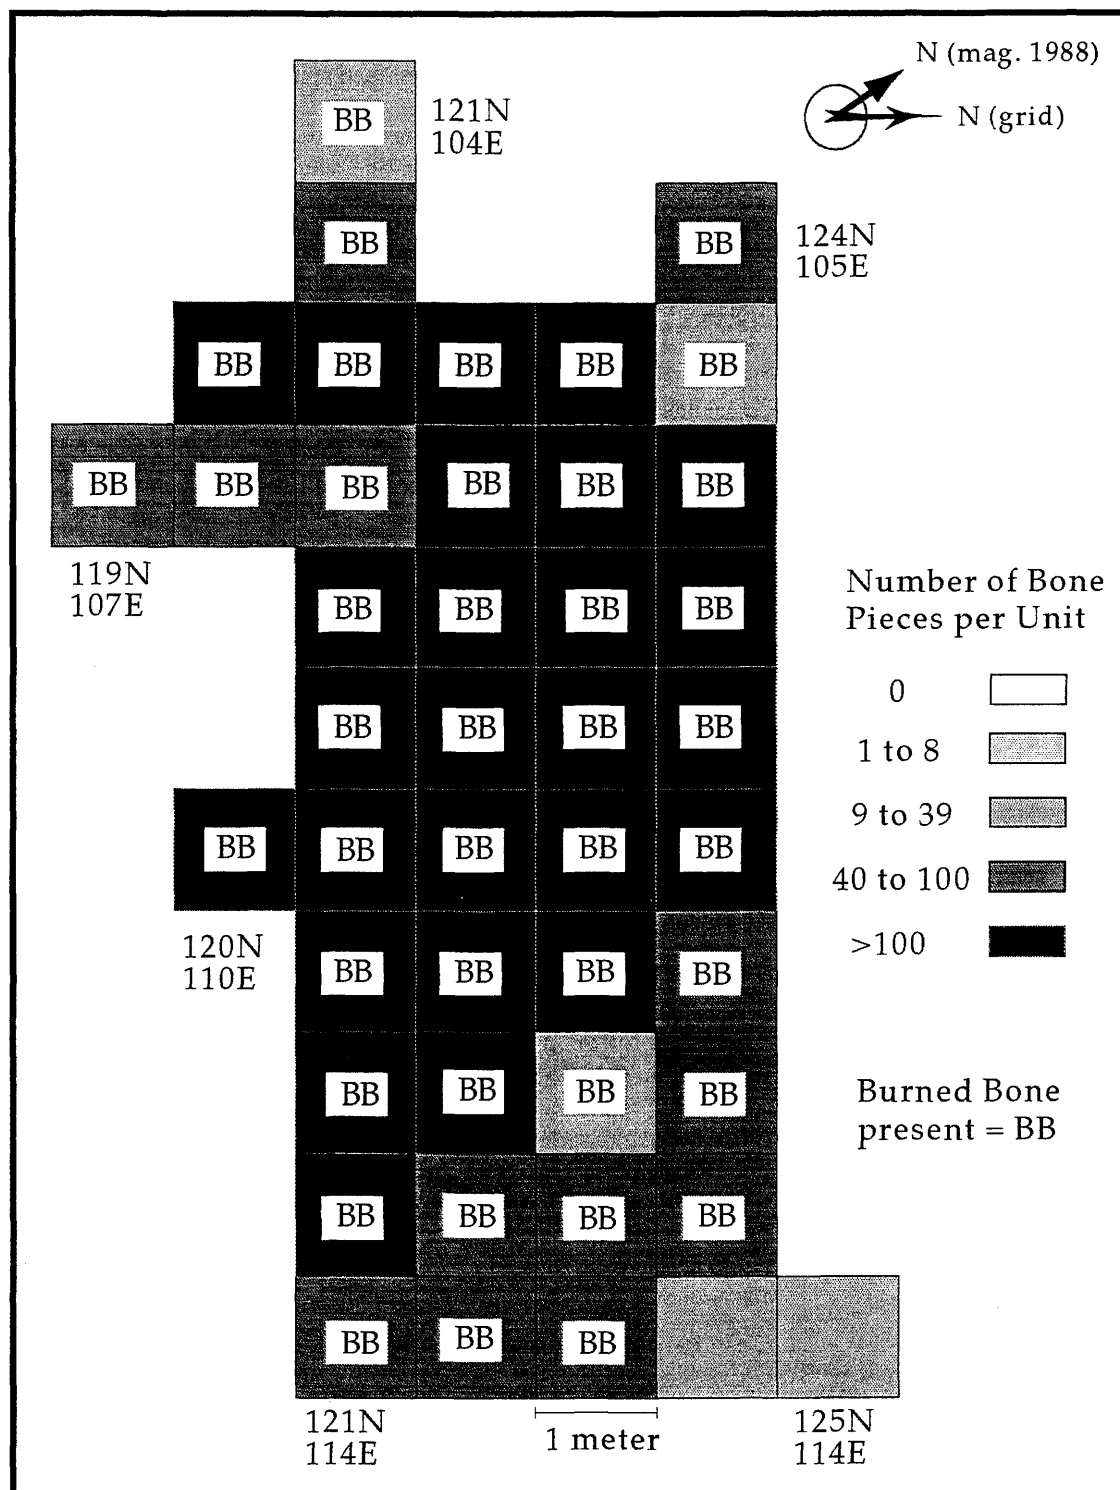 N (mag. 1988)
N (grid)
BB
121N
104E
BB BB
124N
105E
BB BB BB BB BB
BB BB BB BB BB BB
119N
107E
BB BB BB BB
Number of Bone
Pieces per Unit
0
1 to 8
9 to 39
40 to 100
>100
BB BB BB BB
BB BB BB BB BB
120N
110E
BB BB BB BB
BB BB BB BB
Burned Bone
present = BB
BB BB BB BB
BB BB BB
121N
114E
1 meter
125N
114E